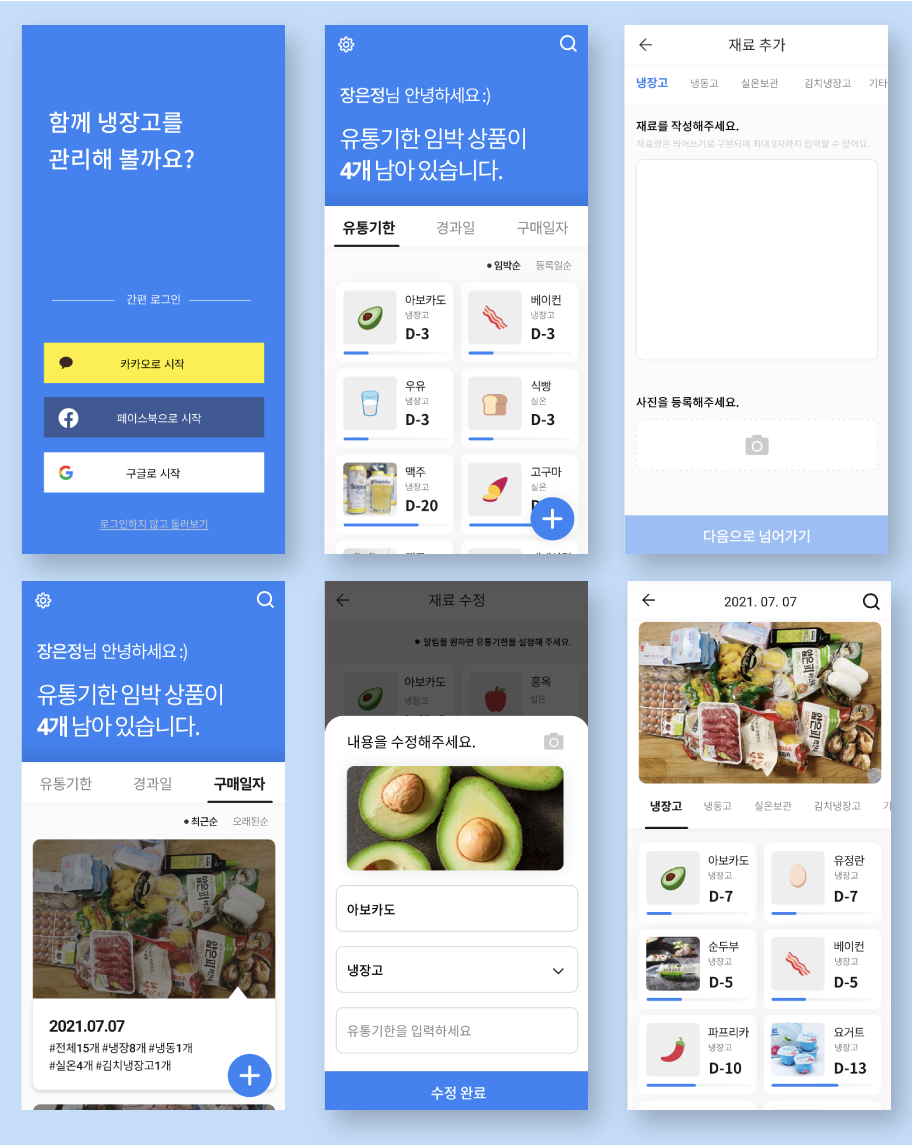 함께 냉장고를
관리해 볼까요?
간편 로그인
카카오로 시작
페이스북으로 시작
구글로 시작
로그인하지 않고 둘러보기
장은정님 안녕하세요 :)
유통기한 임박 상품이
4개 남아 있습니다.
유통기한 경과일 구매일자
● 임박순 등록일순
아보카도
냉장고
D-3
베이컨
냉장고
D-3
우유
냉장고
D-3
식빵
실온
D-3
맥주
냉장고
D-20
고구마
실온
재료 추가
냉장고 냉동고 실온보관 김치냉장고 기타
재료를 작성해주세요.
재료명은 띄어쓰기로 구분되며 최대 9자까지 입력할 수 있어요.
사진을 등록해주세요.
다음으로 넘어가기
장은정님 안녕하세요 :)
유통기한 임박 상품이
4개 남아 있습니다.
유통기한 경과일 구매일자
● 최근순 오래된순
2021.07.07
#전체15개 #냉장8개 #냉동1개
#실온4개 #김치냉장고1개
재료 수정
● 알림을 원하면 유통기한을 설정해 주세요.
아보카도
냉장고
홍옥
실온
내용을 수정해주세요.
아보카도
냉장고
유통기한을 입력하세요
수정 완료
2021. 07. 07
냉장고 냉동고 실온보관 김치냉장고 기
아보카도
냉장고
D-7
유정란
냉장고
D-7
순두부
냉장고
D-5
베이컨
냉장고
D-5
파프리카
냉장고
D-10
요거트
냉장고
D-13